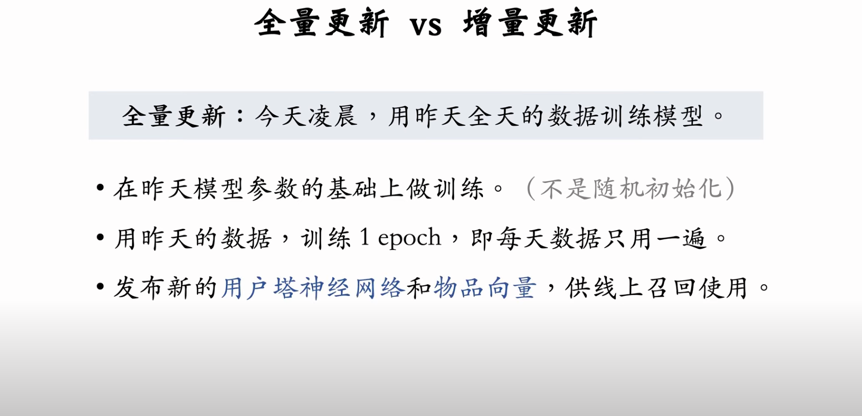 全量更新 vs 增量更新
全量更新：今天凌晨，用昨天全天的数据训练模型。
• 在昨天模型参数的基础上做训练。（不是随机初始化）
• 用昨天的数据，训练 1 epoch，即每天数据只用一遍。
• 发布新的用户塔神经网络和物品向量，供线上召回使用。